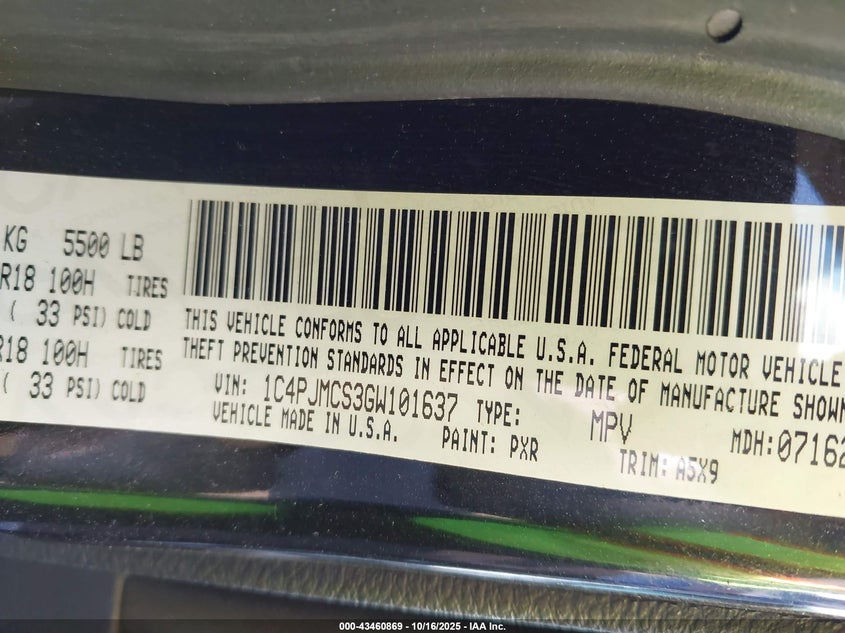 KG 5500 LB
R18 100H TIRES
( 33 PSI) COLD
R18 100H TIRES
( 33 PSI) COLD
THIS VEHICLE CONFORMS TO ALL APPLICABLE U.S.A. FEDERAL MOTOR VEHICLE
THEFT PREVENTION STANDARDS IN EFFECT ON THE DATE OF MANUFACTURE SHOWN
VIN: 1C4PJMCS3GW101637 TYPE: MPV MDH:07162
VEHICLE MADE IN U.S.A. PAINT: PXR TRIM: A5X9
000-43460869 - 10/16/2025 - IAA Inc.